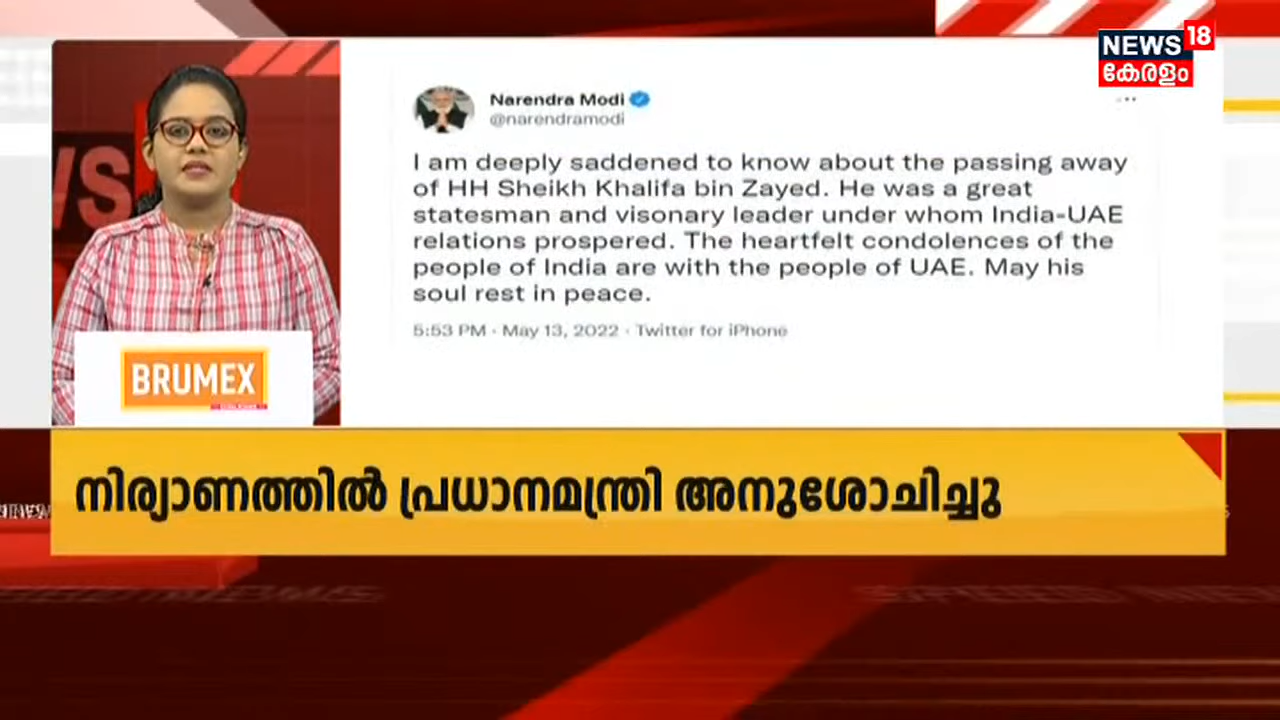 NEWS 18
കേരളം
Narendra Modi
@narendramodi
I am deeply saddened to know about the passing away
of HH Sheikh Khalifa bin Zayed. He was a great
statesman and visonary leader under whom India-UAE
relations prospered. The heartfelt condolences of the
people of India are with the people of UAE. May his
soul rest in peace.
5:53 PM · May 13, 2022 · Twitter for iPhone
BRUMEX
നിര്യാണത്തിൽ പ്രധാനമന്ത്രി അനുശോചിച്ചു